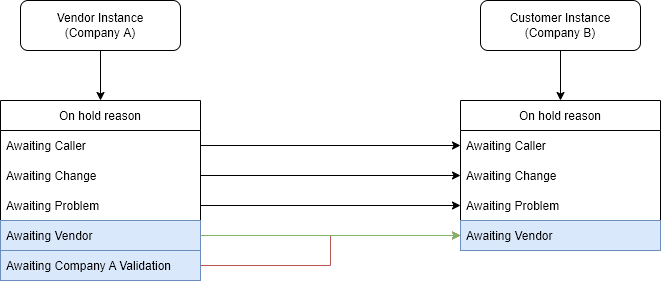 Vendor Instance
(Company A)
Customer Instance
(Company B)
On hold reason
Awaiting Caller
Awaiting Change
Awaiting Problem
Awaiting Vendor
Awaiting Company A Validation
On hold reason
Awaiting Caller
Awaiting Change
Awaiting Problem
Awaiting Vendor